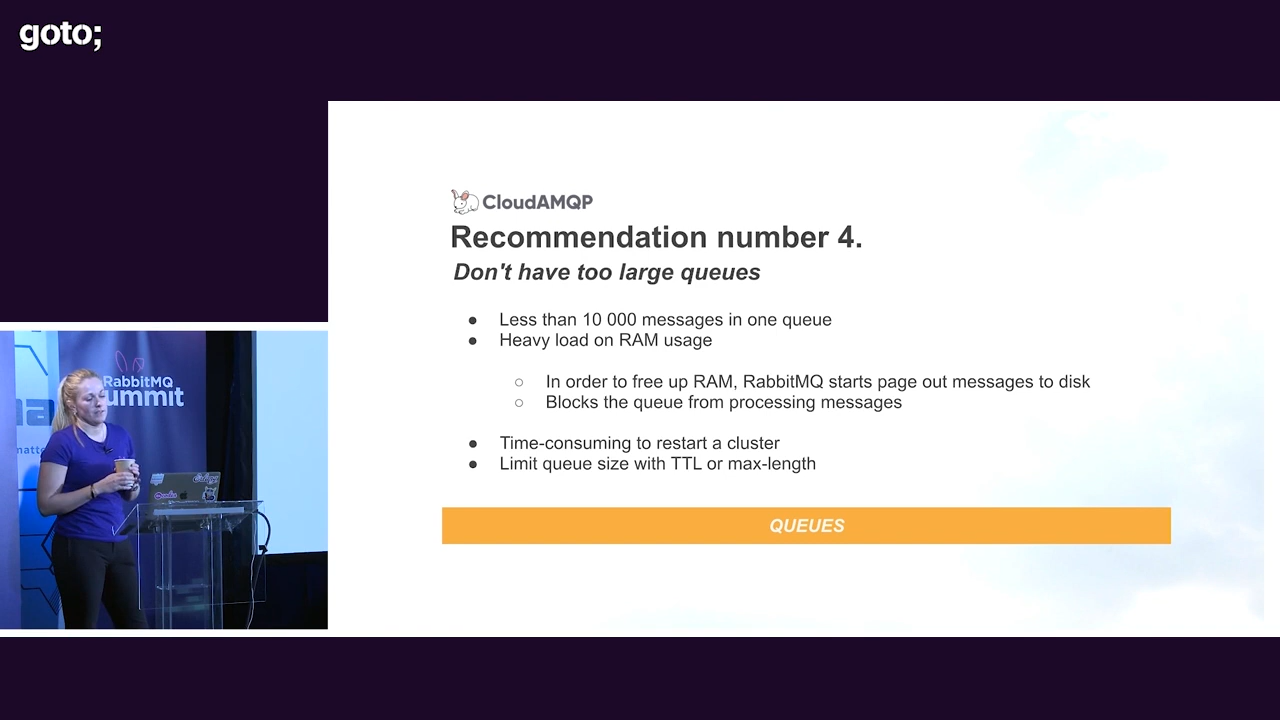 goto;
CloudAMQP
Recommendation number 4.
Don't have too large queues
● Less than 10 000 messages in one queue
● Heavy load on RAM usage
○ In order to free up RAM, RabbitMQ starts page out messages to disk
○ Blocks the queue from processing messages
● Time-consuming to restart a cluster
● Limit queue size with TTL or max-length
QUEUES
RabbitMQ
ummit